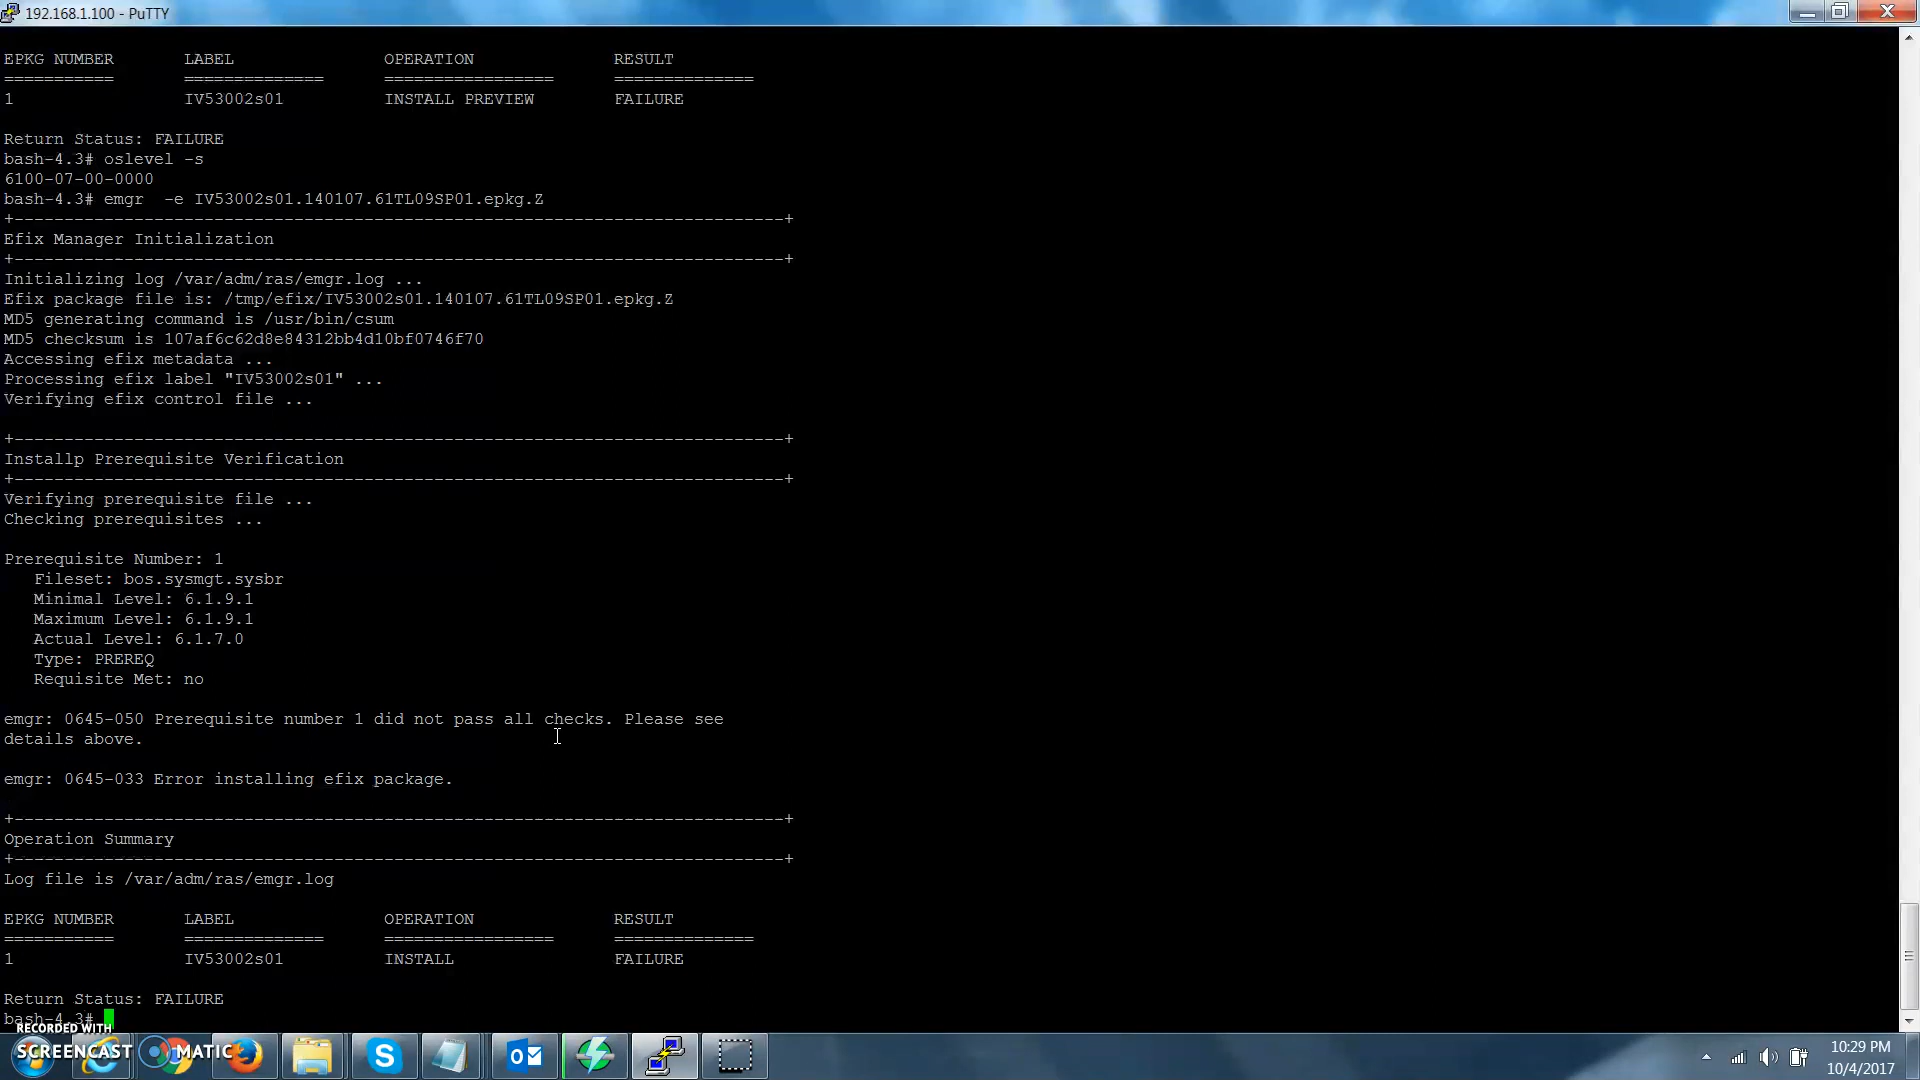 192.168.1.100 - PuTTY
EPKG NUMBER LABEL OPERATION RESULT
=========== ============== ================= ==============
1 IV53002s01 INSTALL PREVIEW FAILURE
Return Status: FAILURE
bash-4.3# oslevel -s
6100-07-00-0000
bash-4.3# emgr  -e IV53002s01.140107.61TL09SP01.epkg.Z
+-----------------------------------------------------------------------------+
Efix Manager Initialization
+-----------------------------------------------------------------------------+
Initializing log /var/adm/ras/emgr.log ...
Efix package file is: /tmp/efix/IV53002s01.140107.61TL09SP01.epkg.Z
MD5 generating command is /usr/bin/csum
MD5 checksum is 107af6c62d8e84312bb4d10bf0746f70
Accessing efix metadata ...
Processing efix label "IV53002s01" ...
Verifying efix control file ...
+-----------------------------------------------------------------------------+
Installp Prerequisite Verification
+-----------------------------------------------------------------------------+
Verifying prerequisite file ...
Checking prerequisites ...
Prerequisite Number: 1
Fileset: bos.sysmgt.sysbr
Minimal Level: 6.1.9.1
Maximum Level: 6.1.9.1
Actual Level: 6.1.7.0
Type: PREREQ
Requisite Met: no
emgr: 0645-050 Prerequisite number 1 did not pass all checks. Please see
details above.
emgr: 0645-033 Error installing efix package.
+-----------------------------------------------------------------------------+
Operation Summary
+-----------------------------------------------------------------------------+
Log file is /var/adm/ras/emgr.log
EPKG NUMBER LABEL OPERATION RESULT
=========== ============== ================= ==============
1 IV53002s01 INSTALL FAILURE
Return Status: FAILURE
bash-4.3#
RECORDED WITH
SCREENCAST MATIC
10:29 PM
10/4/2017